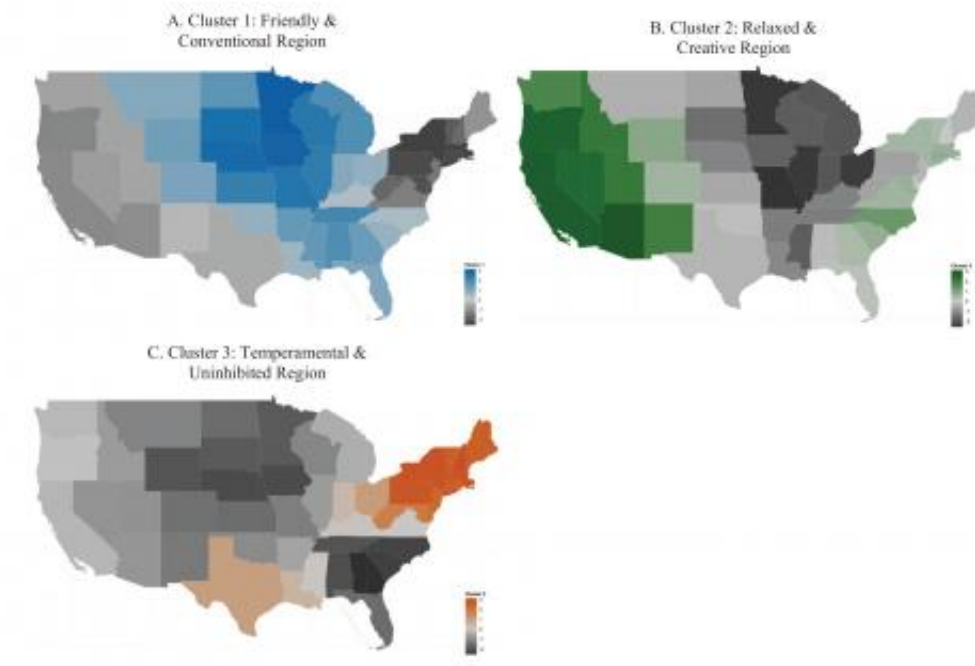 A. Cluster 1: Friendly &
Conventional Region
B. Cluster 2: Relaxed &
Creative Region
C. Cluster 3: Temperamental &
Uninhibited Region